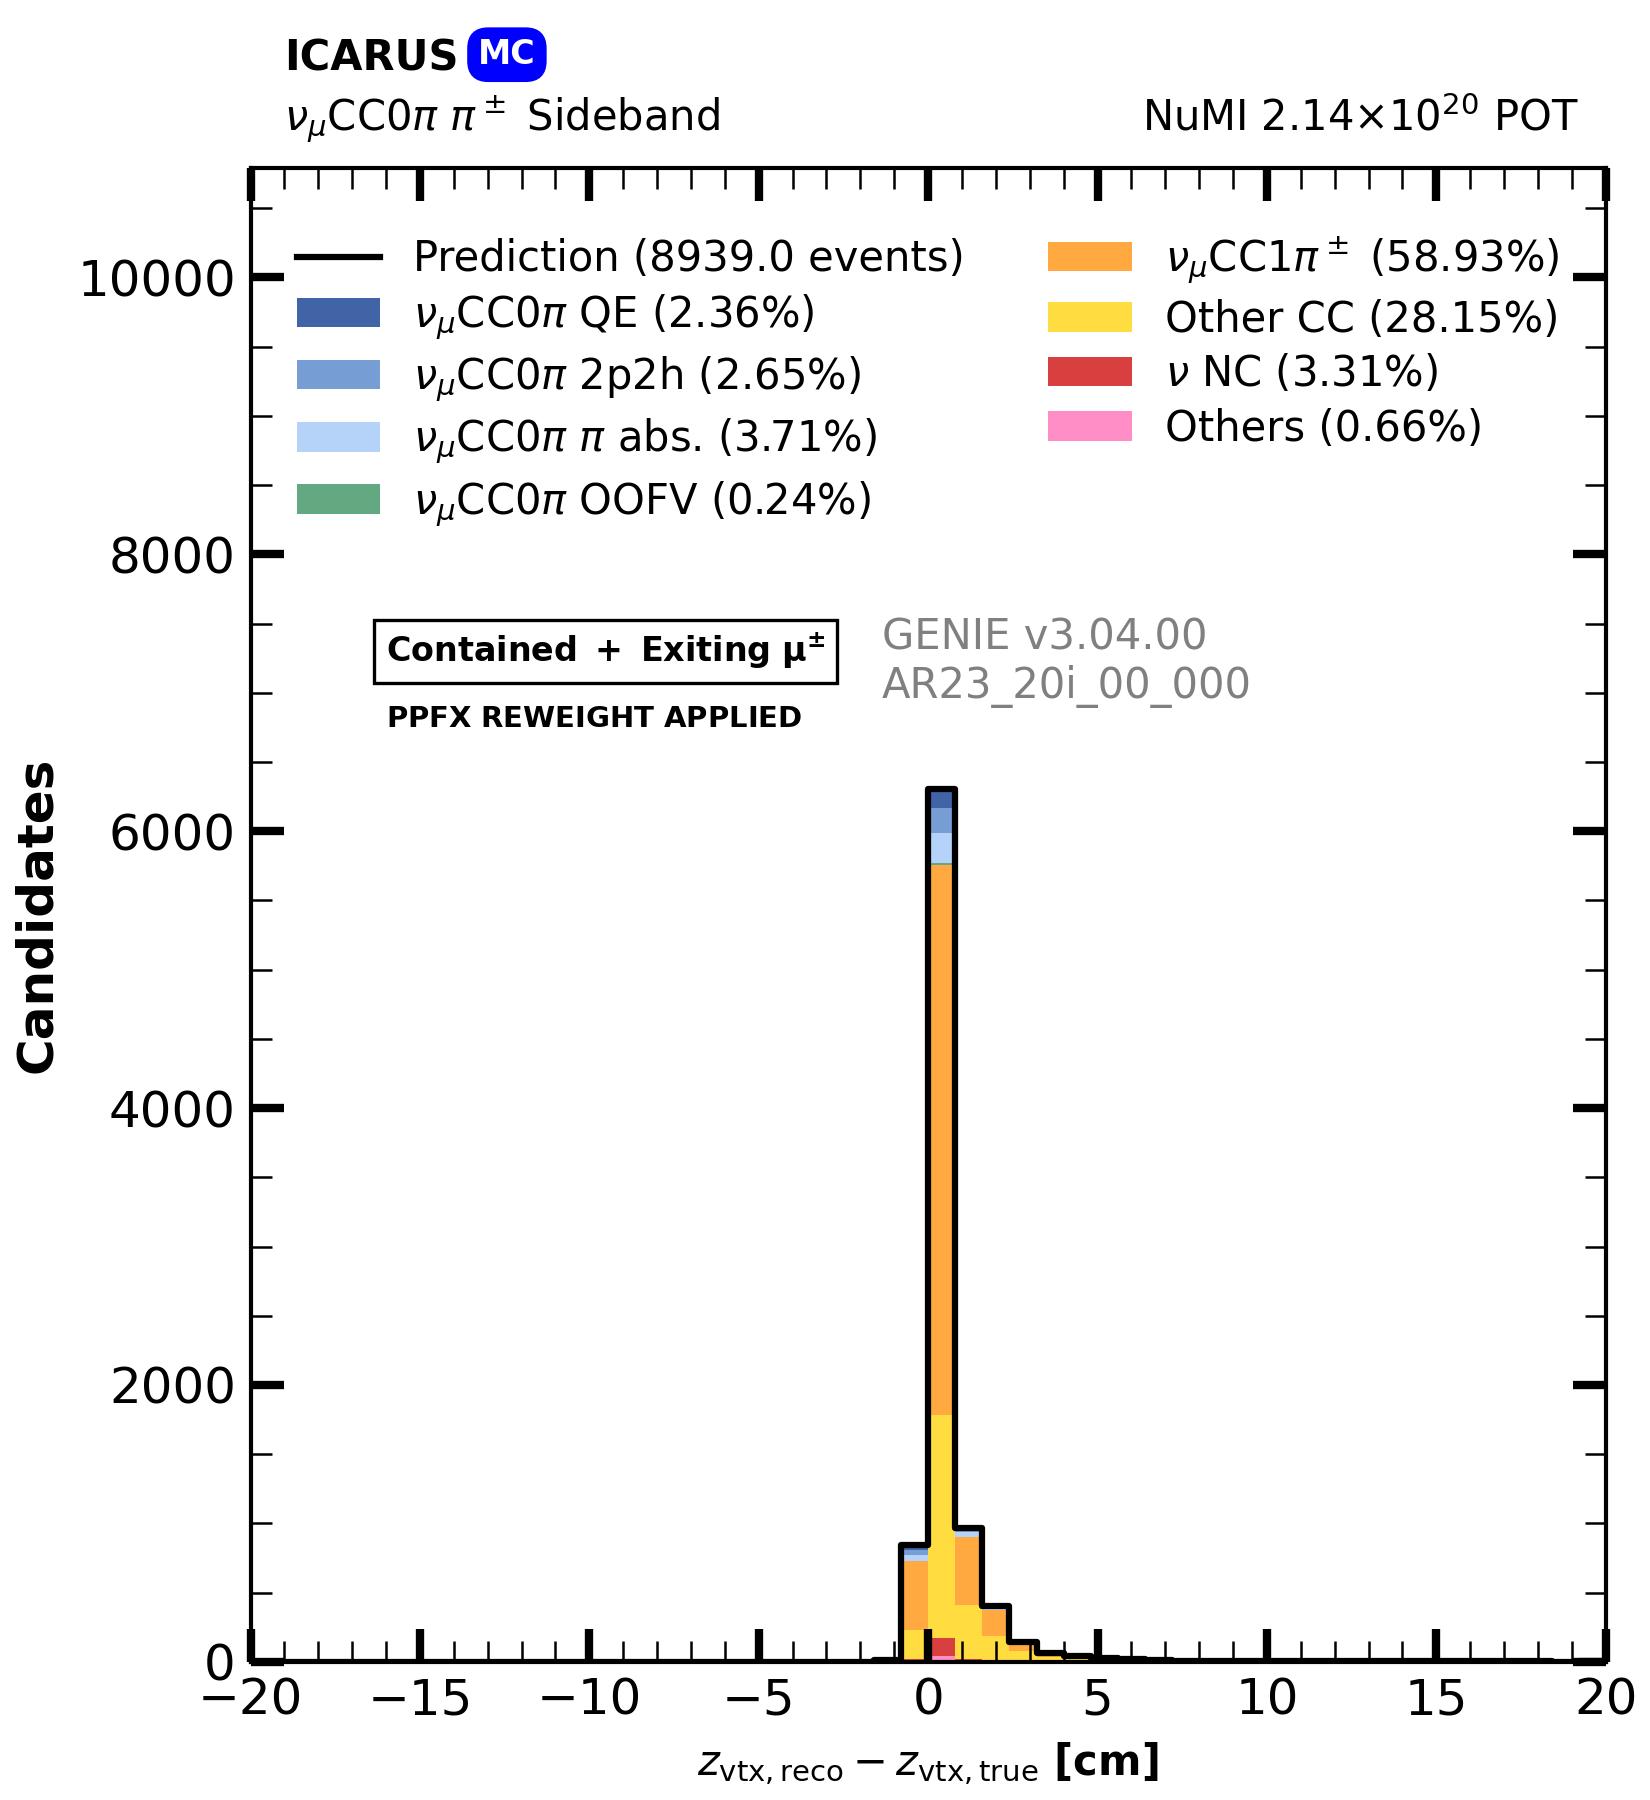 ICARUS MC
νμCC0π π± Sideband
NuMI 2.14×10²⁰ POT
Prediction (8939.0 events)
νμCC0π QE (2.36%)
νμCC0π 2p2h (2.65%)
νμCC0π π abs. (3.71%)
νμCC0π OOFV (0.24%)
νμCC1π± (58.93%)
Other CC (28.15%)
ν NC (3.31%)
Others (0.66%)
Contained + Exiting μ±
PPFX REWEIGHT APPLIED
GENIE v3.04.00
AR23_20i_00_000
Candidates
10000
8000
6000
4000
2000
0
−20 −15 −10 −5 0 5 10 15 20
zvtx, reco − zvtx, true [cm]